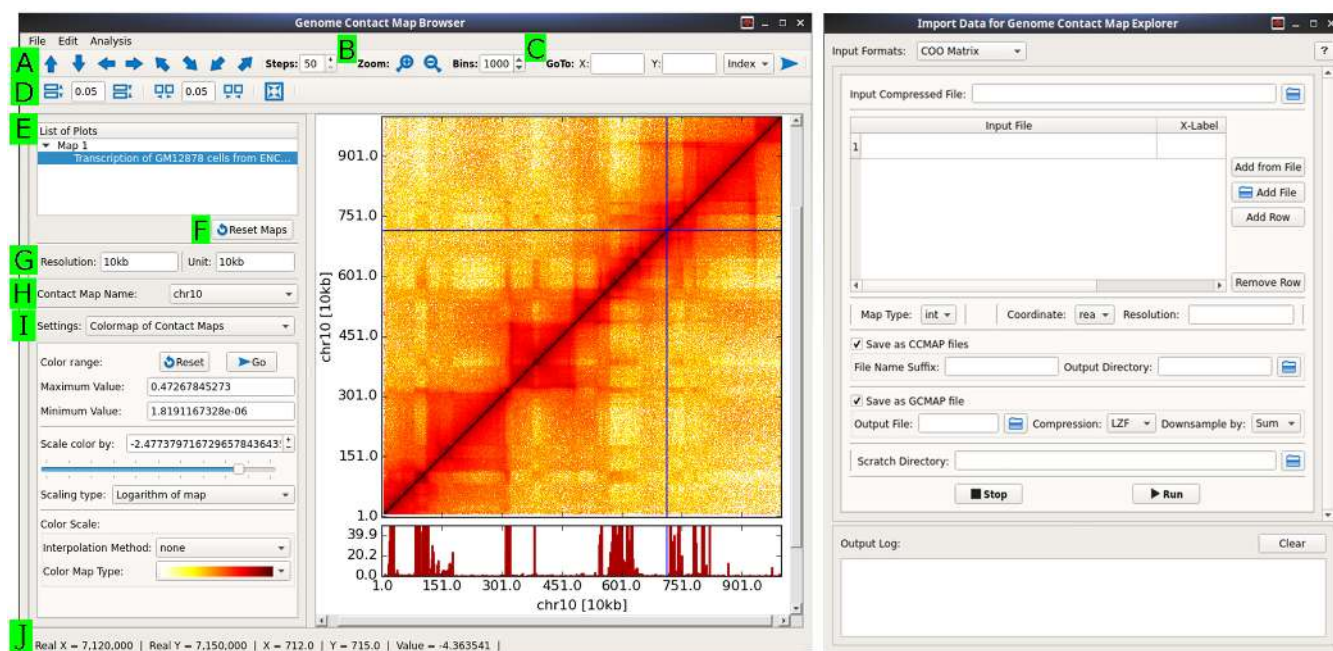 Genome Contact Map Browser
File Edit Analysis
A Steps: 50 B Zoom: Bins: 1000 C GoTo: X: Y: Index
D 0.05 0.05
E List of Plots
Map 1
Transcription of GM12878 cells from ENC...
F Reset Maps
G Resolution: 10kb Unit: 10kb
H Contact Map Name: chr10
I Settings: Colormap of Contact Maps
Color range: Reset Go
Maximum Value: 0.47267845273
Minimum Value: 1.8191167328e-06
Scale color by: -2.4773797167296578436435
Scaling type: Logarithm of map
Color Scale:
Interpolation Method: none
Color Map Type:
J Real X = 7,120,000 | Real Y = 7,150,000 | X = 712.0 | Y = 715.0 | Value = -4.363541 |
901.0
751.0
601.0
451.0
301.0
151.0
1.0
chr10 [10kb]
39.9
20.2
0.0
1.0 151.0 301.0 451.0 601.0 751.0 901.0
chr10 [10kb]
Import Data for Genome Contact Map Explorer
Input Formats: COO Matrix ?
Input Compressed File:
Input File X-Label
1
Add from File
Add File
Add Row
Remove Row
Map Type: int Coordinate: rea Resolution:
Save as CCMAP files
File Name Suffix: Output Directory:
Save as GCMAP file
Output File: Compression: LZF Downsample by: Sum
Scratch Directory:
Stop Run
Output Log: Clear